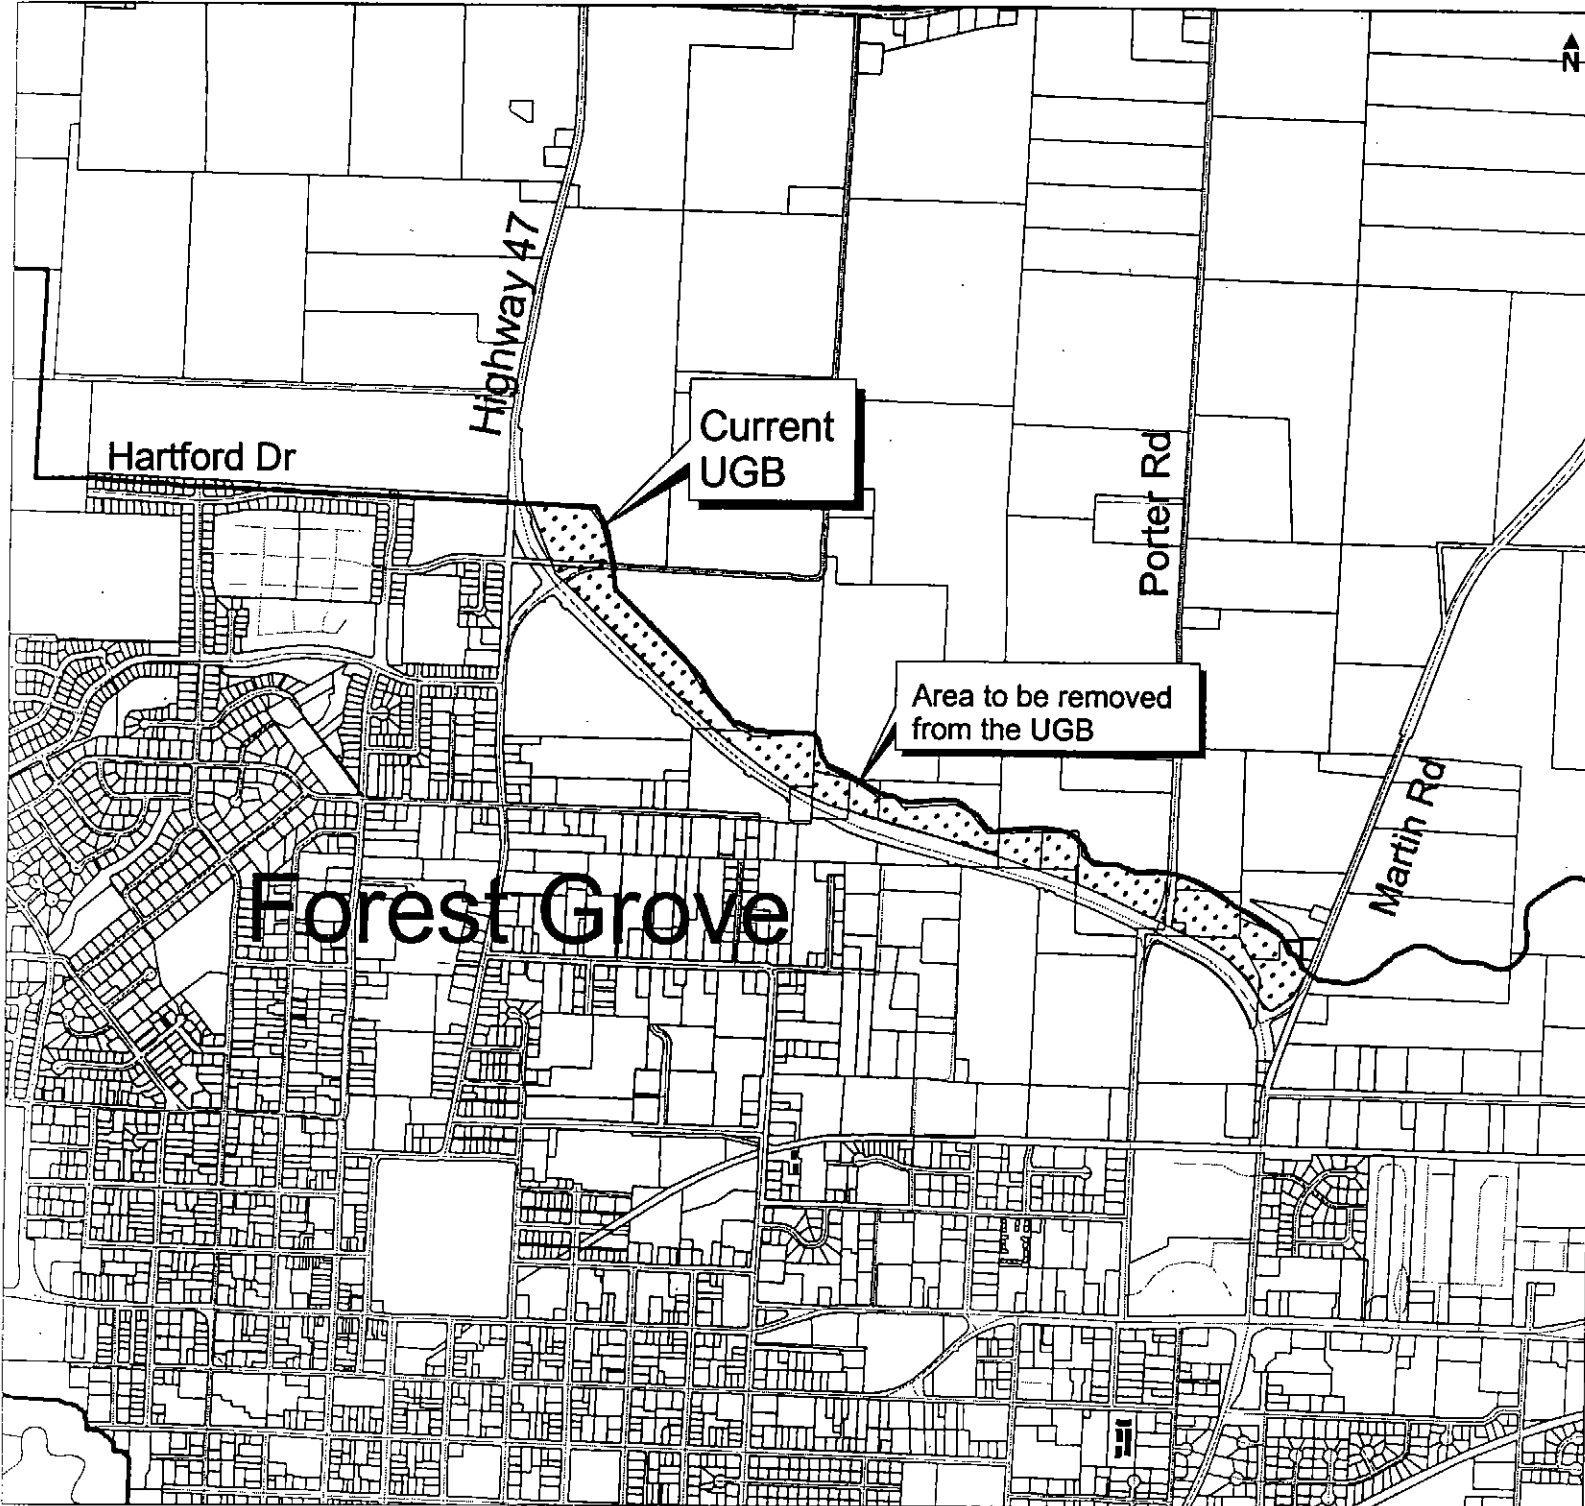 N
Highway 47
Hartford Dr
Current
UGB
Porter Rd
Area to be removed
from the UGB
Martin Rd
Forest Grove